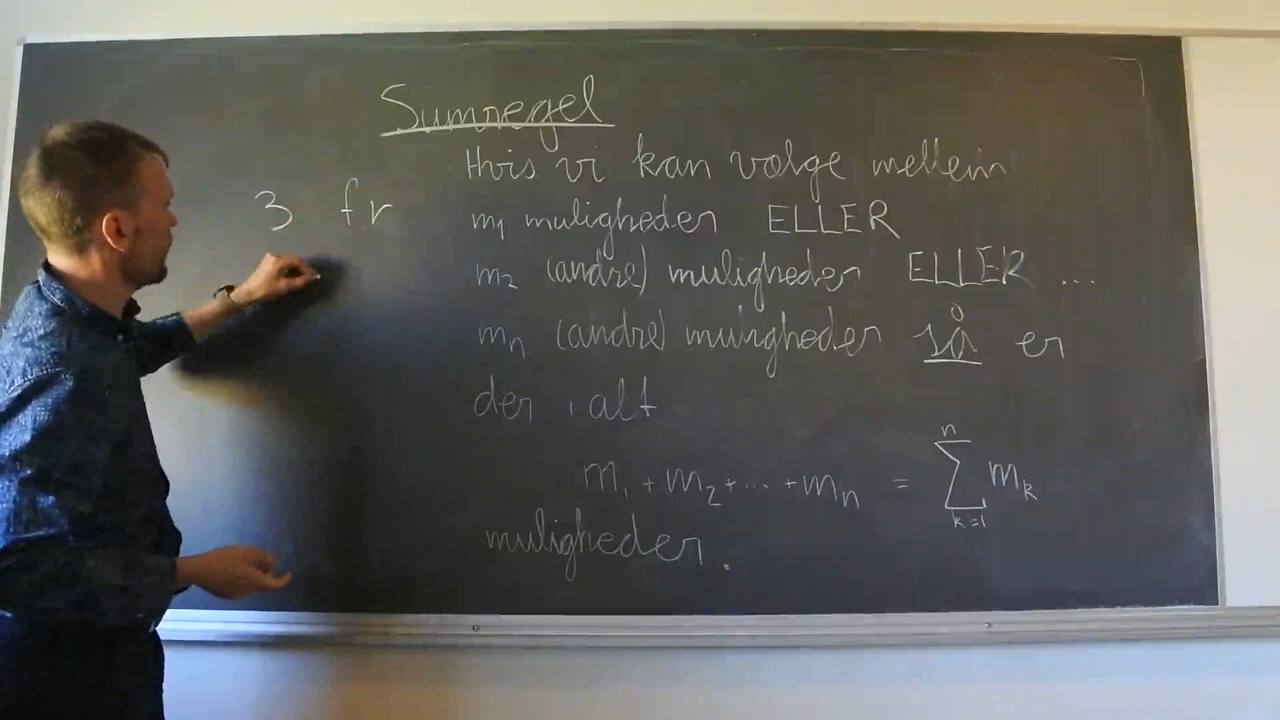 Sumregel
Hvis vi kan vælge mellem
3 fr
m₁ muligheder ELLER
m₂ (andre) muligheder ELLER ...
mₙ (andre) muligheder så er
der i alt
m₁ + m₂ + ... + mₙ = ∑ₖ₌₁ⁿ mₖ
muligheder.